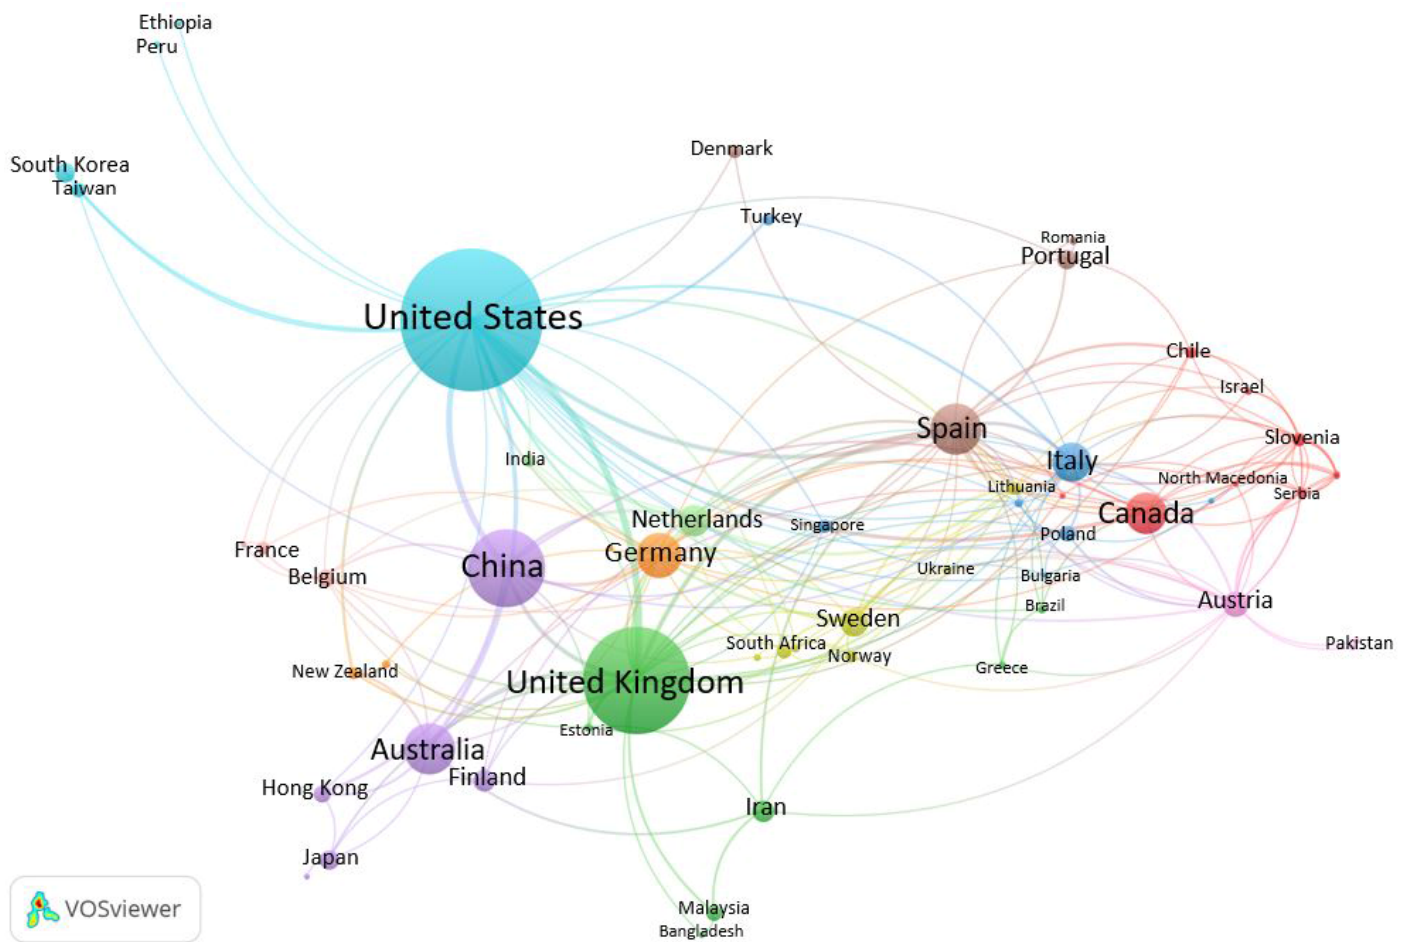 Ethiopia
Peru
Denmark
South Korea
Taiwan
Turkey
Romania
Portugal
United States
Chile
Israel
Spain
Slovenia
India
Italy
North Macedonia
Lithuania
Serbia
Netherlands
Canada
Singapore
Poland
France
Germany
China
Belgium
Ukraine
Bulgaria
Austria
Brazil
Sweden
South Africa
Pakistan
Norway
New Zealand
Greece
United Kingdom
Estonia
Australia
Finland
Hong Kong
Iran
Japan
Malaysia
VOSviewer
Bangladesh